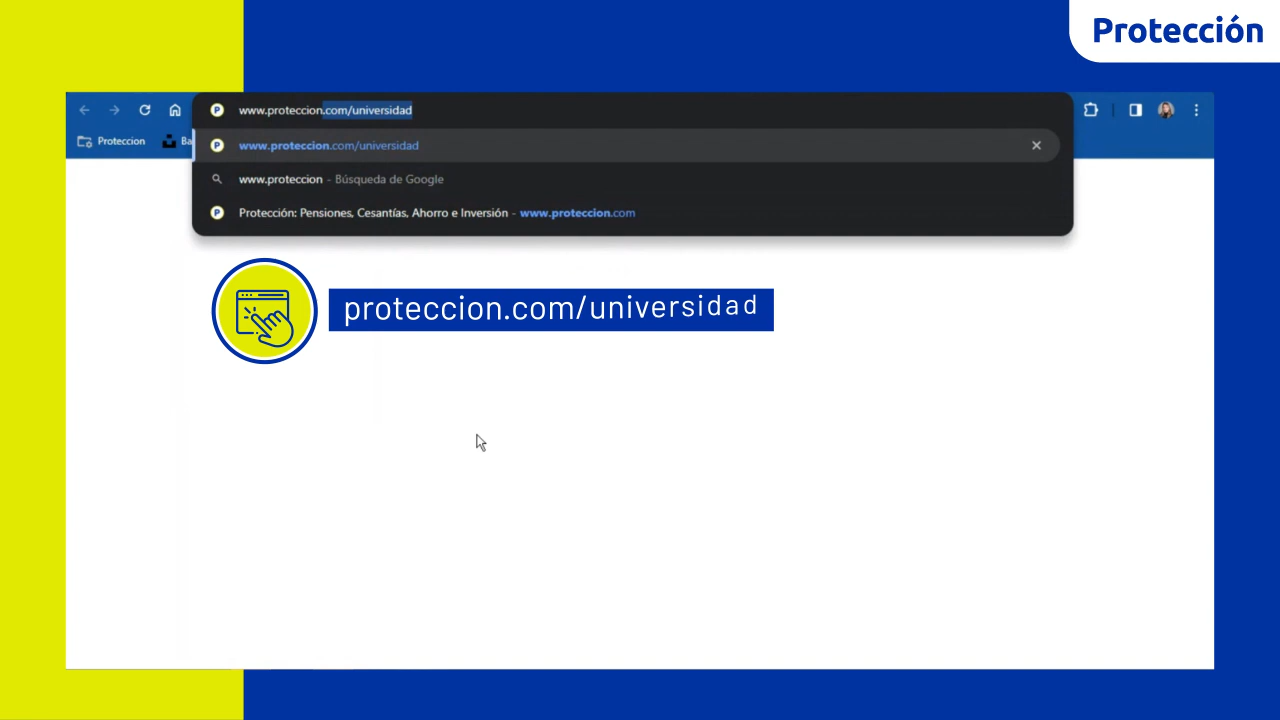 Protección
www.proteccion.com/universidad
Proteccion
Ba
www.proteccion.com/universidad
www.proteccion - Búsqueda de Google
Protección: Pensiones, Cesantías, Ahorro e Inversión - www.proteccion.com
proteccion.com/universidad